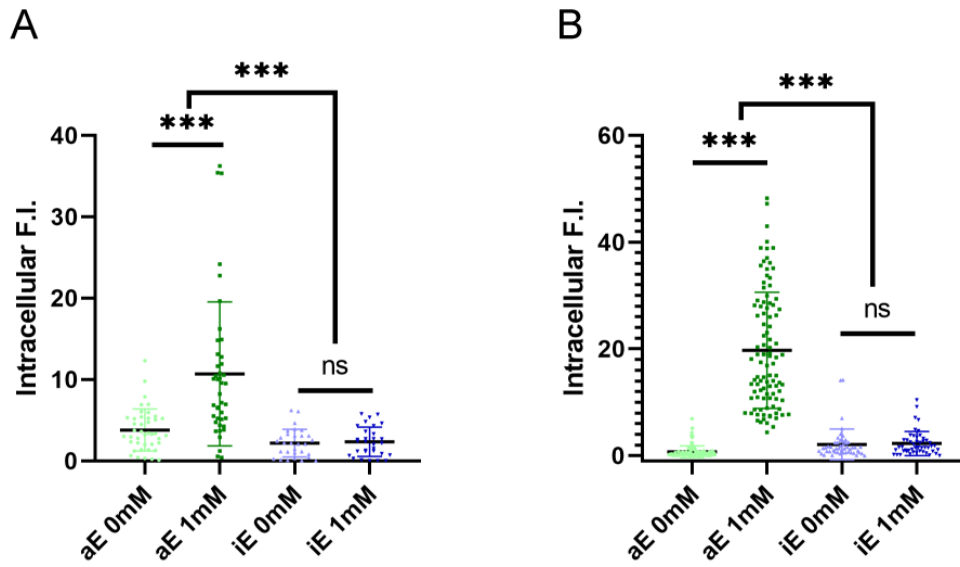 A
***
***
40
30
20
10
0
Intracellular F.I.
ns
aE 0mM
aE 1mM
iE 0mM
iE 1mM
B
***
***
60
40
20
0
Intracellular F.I.
ns
aE 0mM
aE 1mM
iE 0mM
iE 1mM